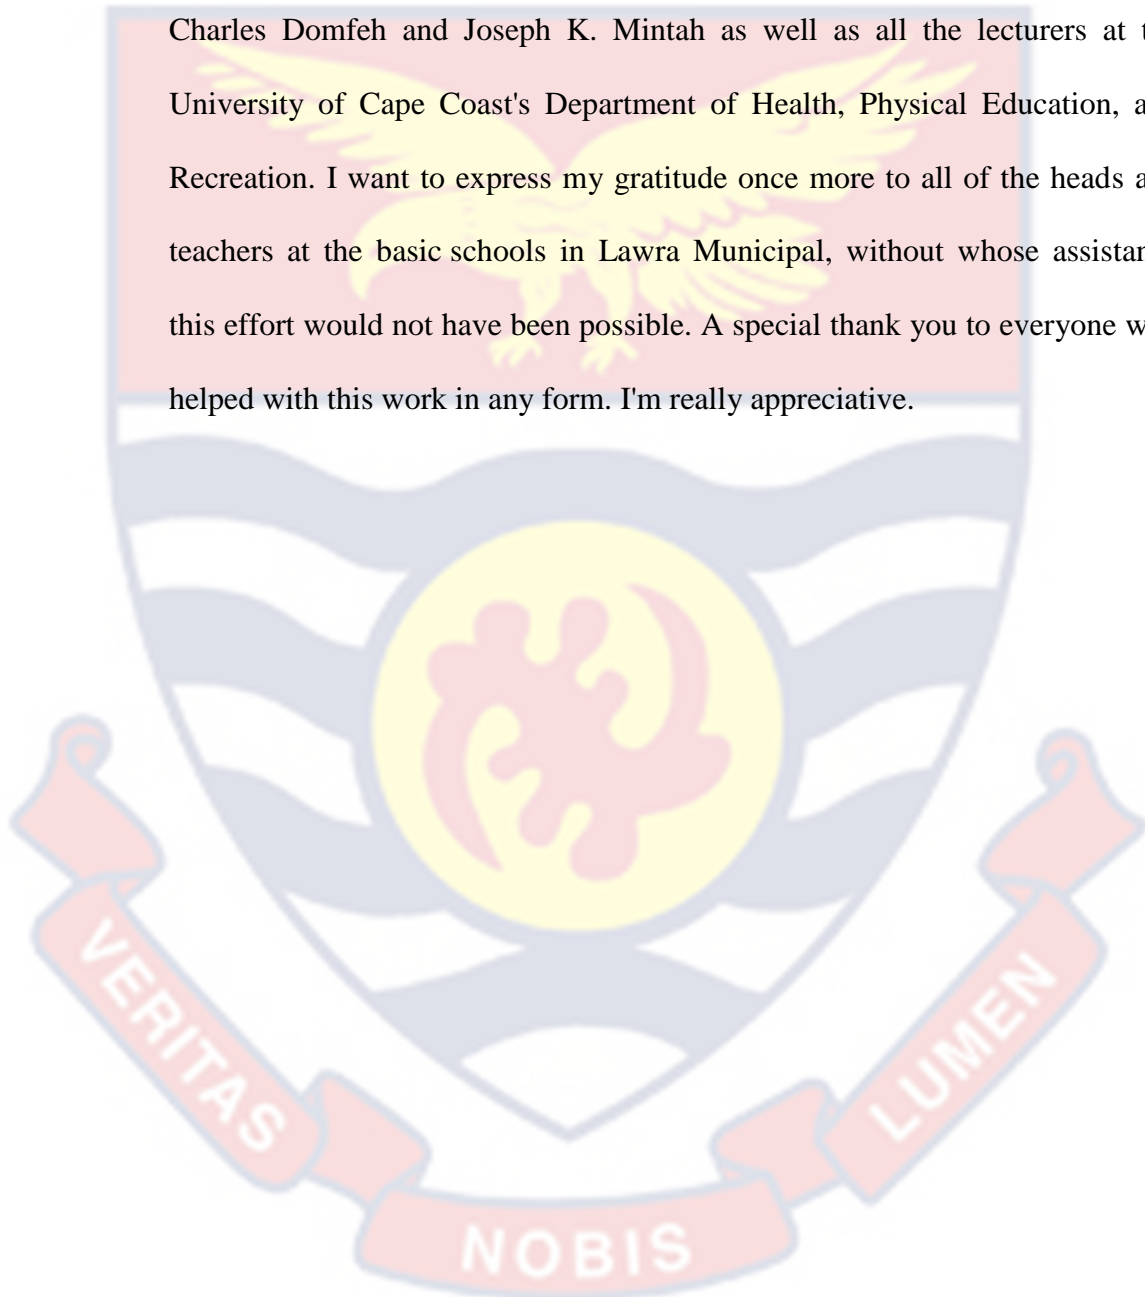 Charles Domfeh and Joseph K. Mintah as well as all the lecturers at t
University of Cape Coast's Department of Health, Physical Education, a
Recreation. I want to express my gratitude once more to all of the heads a
teachers at the basic schools in Lawra Municipal, without whose assistan
this effort would not have been possible. A special thank you to everyone w
helped with this work in any form. I'm really appreciative.
VERITAS
NOBIS
LUMEN